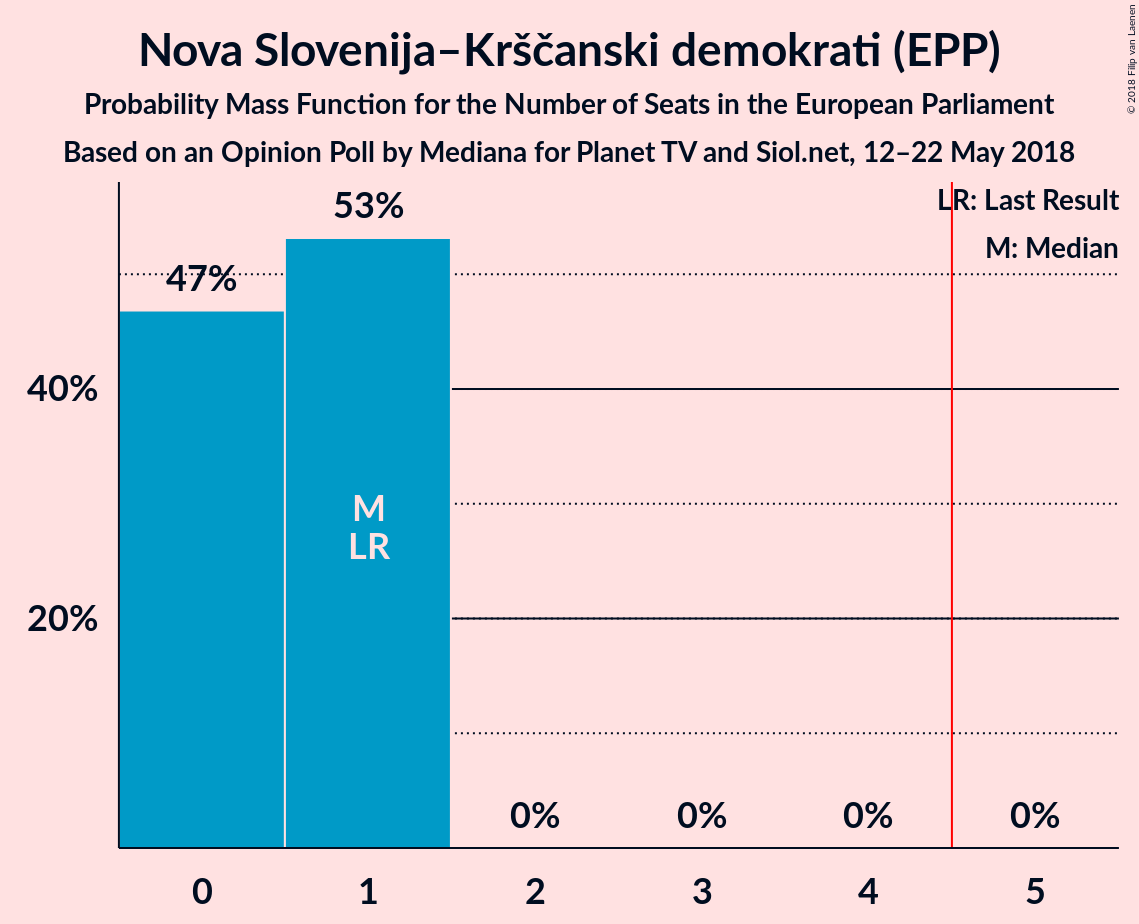 Nova Slovenija–Krščanski demokrati (EPP)
Probability Mass Function for the Number of Seats in the European Parliament
Based on an Opinion Poll by Mediana for Planet TV and Siol.net, 12–22 May 2018
© 2018 Filip van Laenen
LR: Last Result
M: Median
53%
47%
40%
20%
M
LR
0% 0% 0% 0%
0 1 2 3 4 5